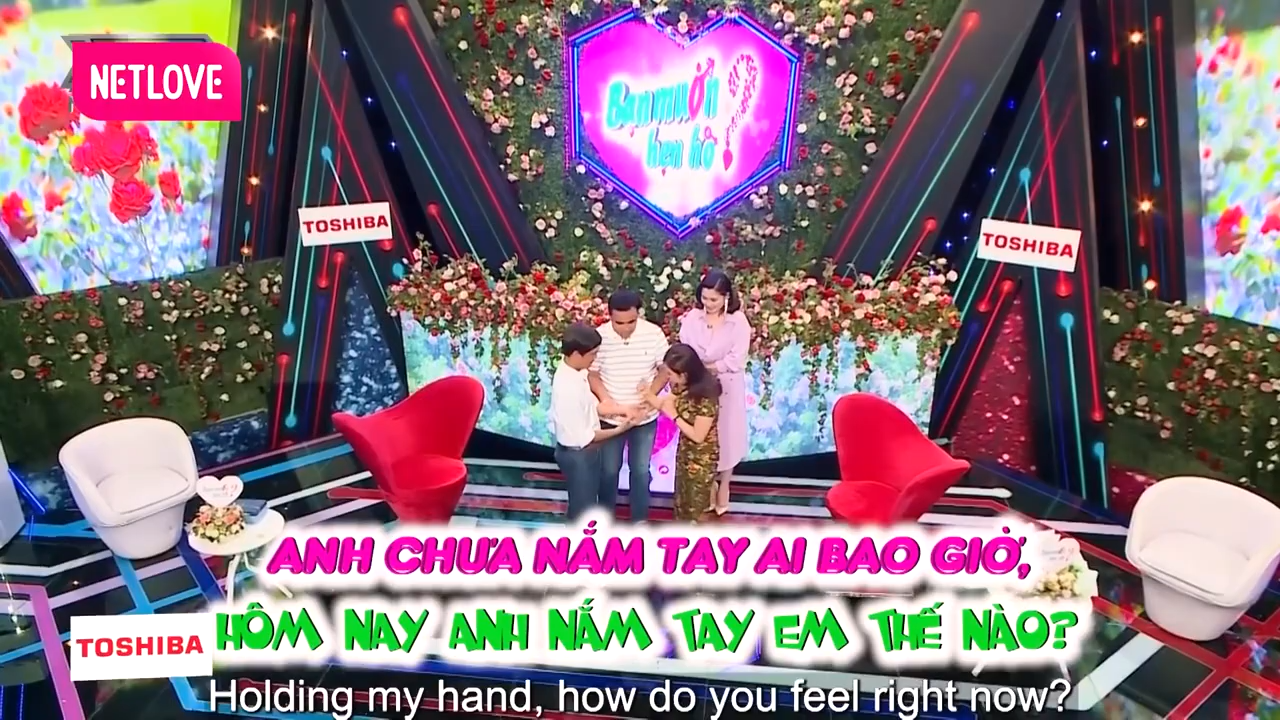 NETLOVE
Bạn muốn
hẹn hò
TOSHIBA
TOSHIBA
ANH CHƯA NẮM TAY AI BAO GIỜ,
HÔM NAY ANH NẮM TAY EM THẾ NÀO?
TOSHIBA
Holding my hand, how do you feel right now?